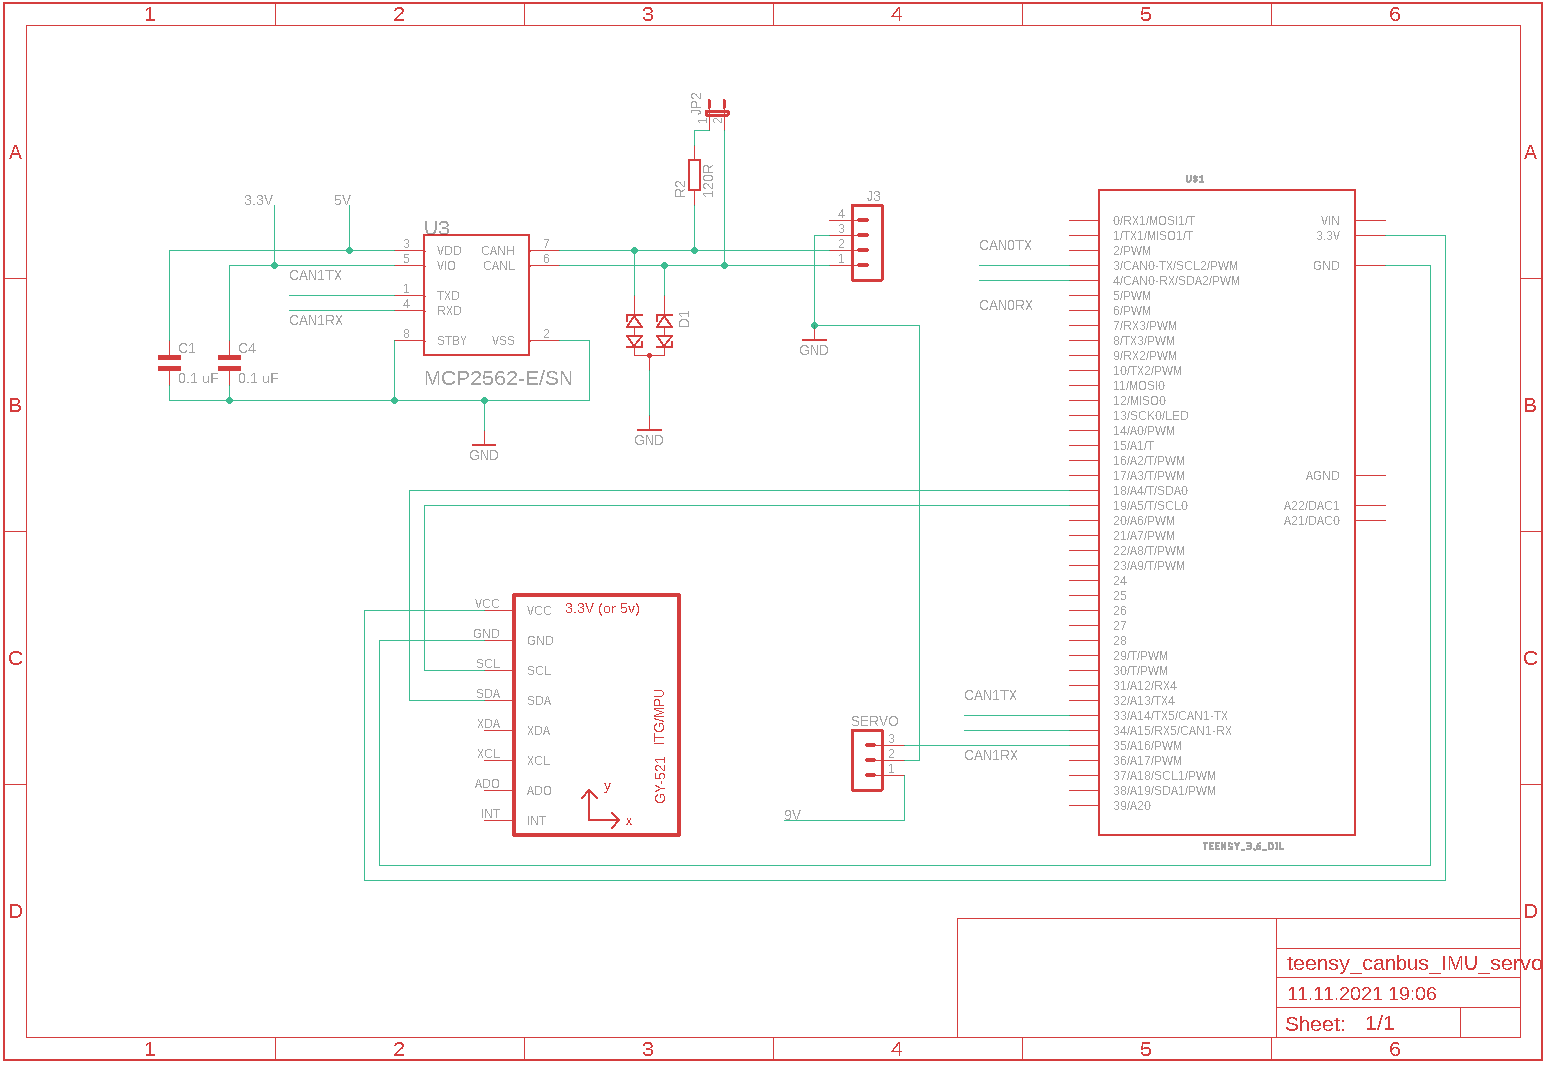 1 2 3 4 5 6
A A
B B
C C
D D
1 2 3 4 5 6
JP2
1
2
R2
120R
3.3V
5V
U3
3 VDD CANH 7
5 VIO CANL 6
CAN1TX
1 TXD
4 RXD
CAN1RX
8 STBY VSS 2
MCP2562-E/SN
C1
0.1 uF
C4
0.1 uF
GND
D1
GND
J3
4
3
2
1
GND
CAN0TX
CAN0RX
U$1
0/RX1/MOSI1/T
1/TX1/MISO1/T
2/PWM
3/CAN0-TX/SCL2/PWM
4/CAN0-RX/SDA2/PWM
5/PWM
6/PWM
7/RX3/PWM
8/TX3/PWM
9/RX2/PWM
10/TX2/PWM
11/MOSI0
12/MISO0
13/SCK0/LED
14/A0/PWM
15/A1/T
16/A2/T/PWM
17/A3/T/PWM
18/A4/T/SDA0
19/A5/T/SCL0
20/A6/PWM
21/A7/PWM
22/A8/T/PWM
23/A9/T/PWM
24
25
26
27
28
29/T/PWM
30/T/PWM
31/A12/RX4
32/A13/TX4
33/A14/TX5/CAN1-TX
34/A15/RX5/CAN1-RX
35/A16/PWM
36/A17/PWM
37/A18/SCL1/PWM
38/A19/SDA1/PWM
39/A20
VIN
3.3V
GND
AGND
A22/DAC1
A21/DAC0
TEENSY_3.6_DIL
VCC VCC 3.3V (or 5v)
GND GND
SCL SCL
SDA SDA
XDA XDA
XCL XCL
ADO ADO
INT INT
GY-521 ITG/MPU
y
x
SERVO
3
2
1
9V
CAN1TX
CAN1RX
teensy_canbus_IMU_servo
11.11.2021 19:06
Sheet: 1/1